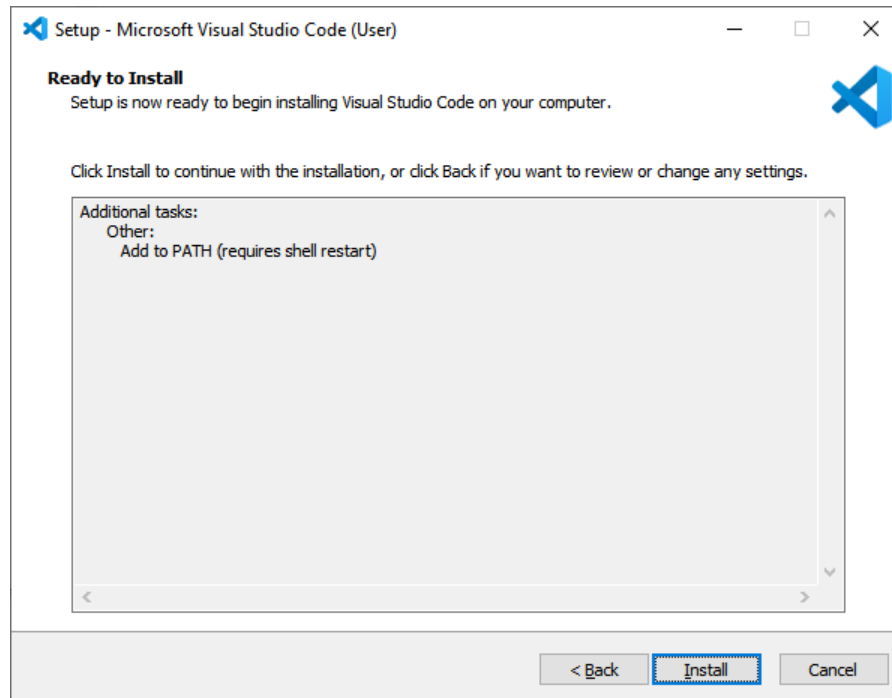 Setup - Microsoft Visual Studio Code (User)
Ready to Install
Setup is now ready to begin installing Visual Studio Code on your computer.
Click Install to continue with the installation, or click Back if you want to review or change any settings.
Additional tasks:
Other:
Add to PATH (requires shell restart)
< Back
Install
Cancel